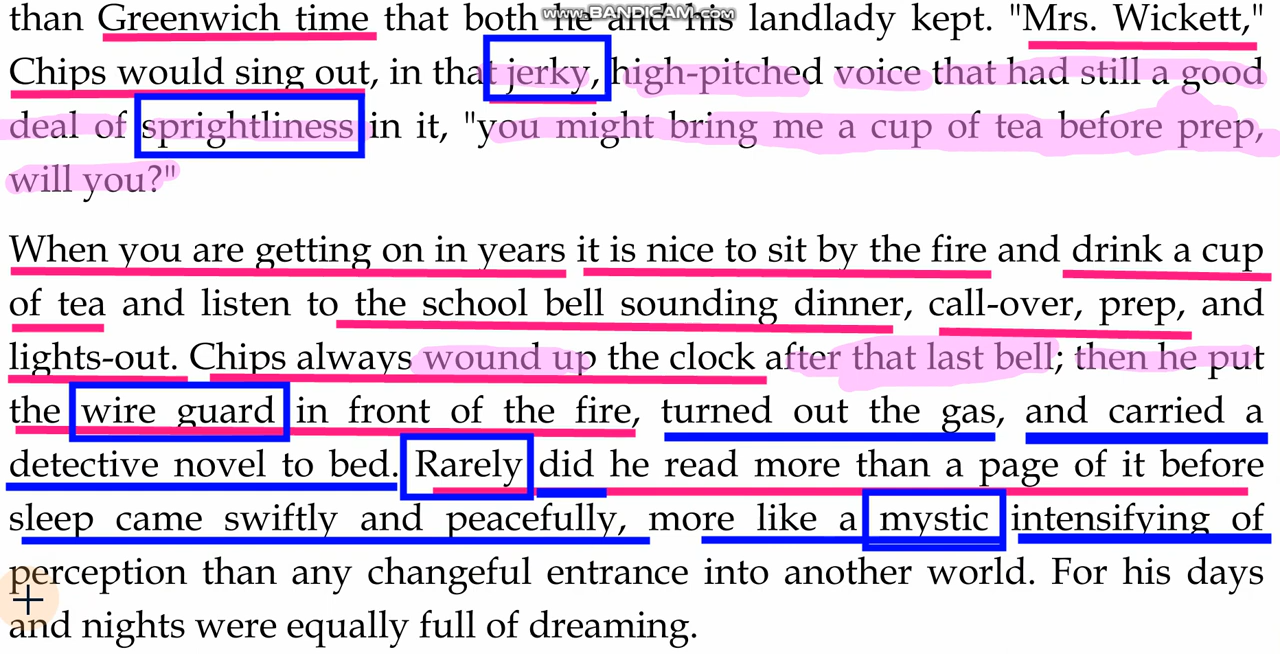 www.BANDICAM.com
than Greenwich time that both he and his landlady kept. "Mrs. Wickett,"
Chips would sing out, in that jerky, high-pitched voice that had still a good
deal of sprightliness in it, "you might bring me a cup of tea before prep,
will you?"
When you are getting on in years it is nice to sit by the fire and drink a cup
of tea and listen to the school bell sounding dinner, call-over, prep, and
lights-out. Chips always wound up the clock after that last bell; then he put
the wire guard in front of the fire, turned out the gas, and carried a
detective novel to bed. Rarely did he read more than a page of it before
sleep came swiftly and peacefully, more like a mystic intensifying of
perception than any changeful entrance into another world. For his days
and nights were equally full of dreaming.